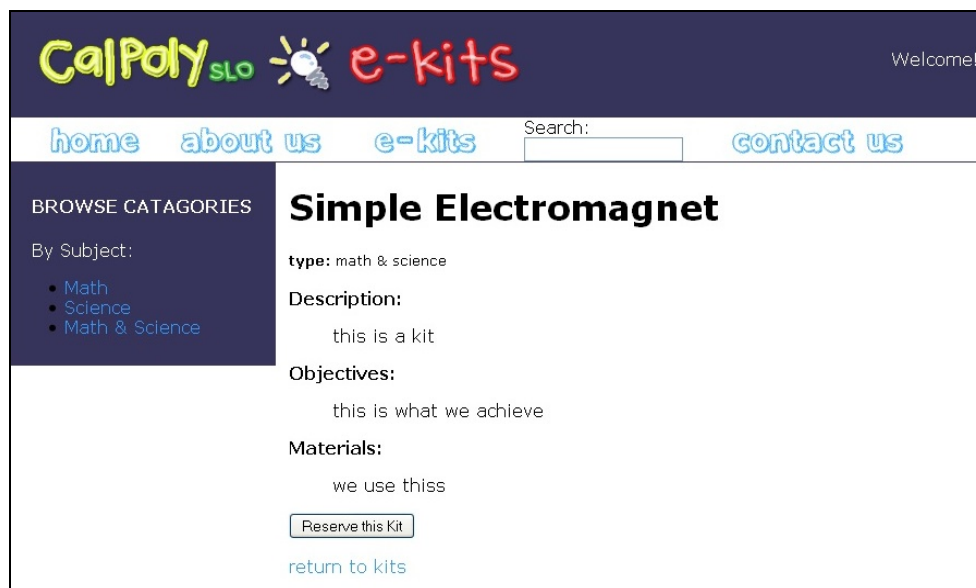 CalPoly SLO e-kits
Welcome!
home about us e-kits Search: contact us
BROWSE CATAGORIES
By Subject:
Math
Science
Math & Science
Simple Electromagnet
type: math & science
Description:
this is a kit
Objectives:
this is what we achieve
Materials:
we use thiss
Reserve this Kit
return to kits